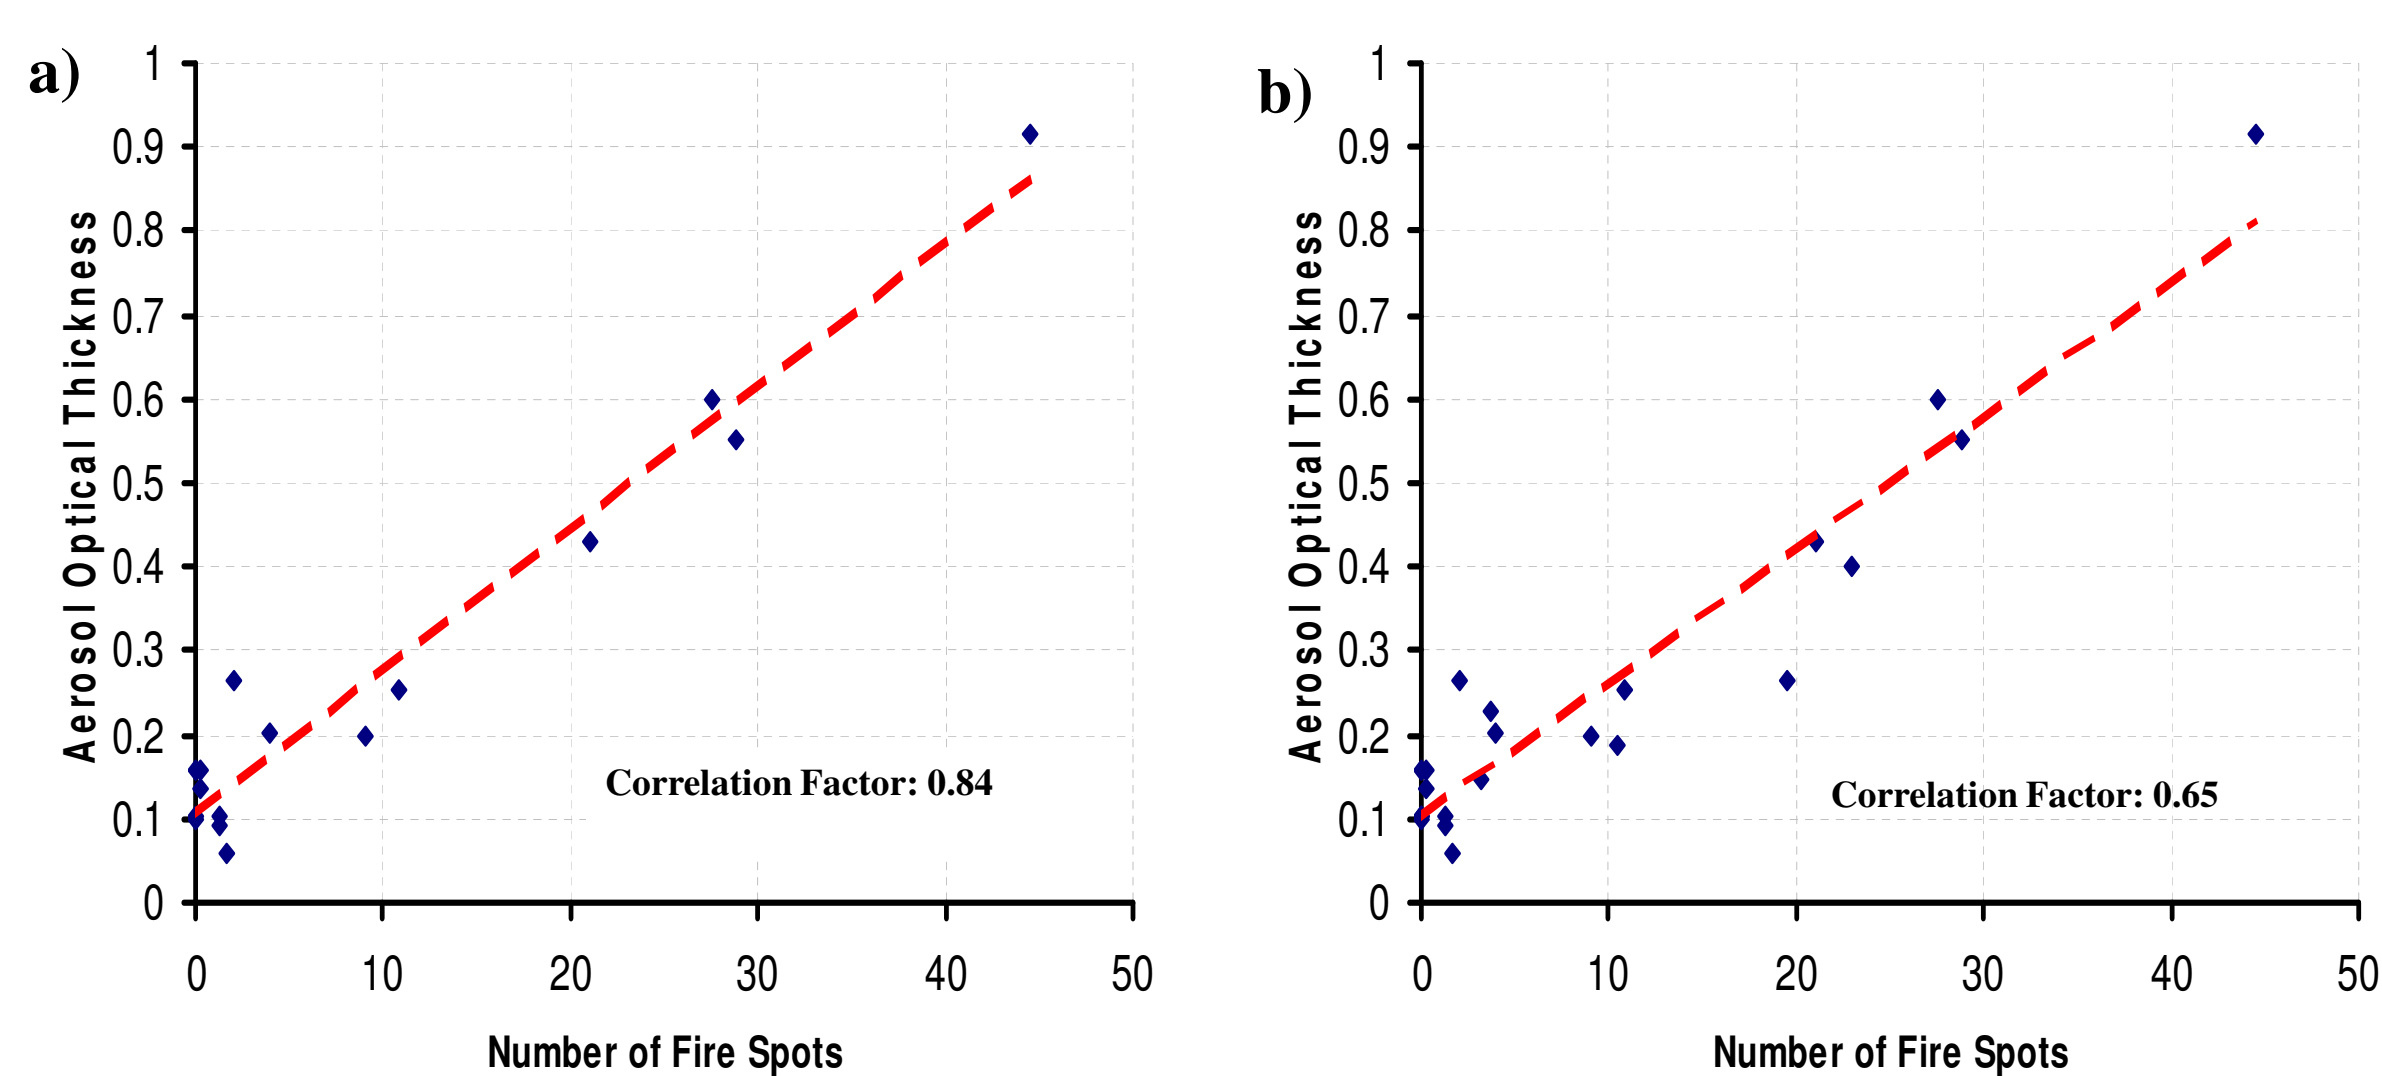 a)
Aerosol Optical Thickness
1
0.9
0.8
0.7
0.6
0.5
0.4
0.3
0.2
0.1
0
0 10 20 30 40 50
Number of Fire Spots
Correlation Factor: 0.84
b)
Aerosol Optical Thickness
1
0.9
0.8
0.7
0.6
0.5
0.4
0.3
0.2
0.1
0
0 10 20 30 40 50
Number of Fire Spots
Correlation Factor: 0.65